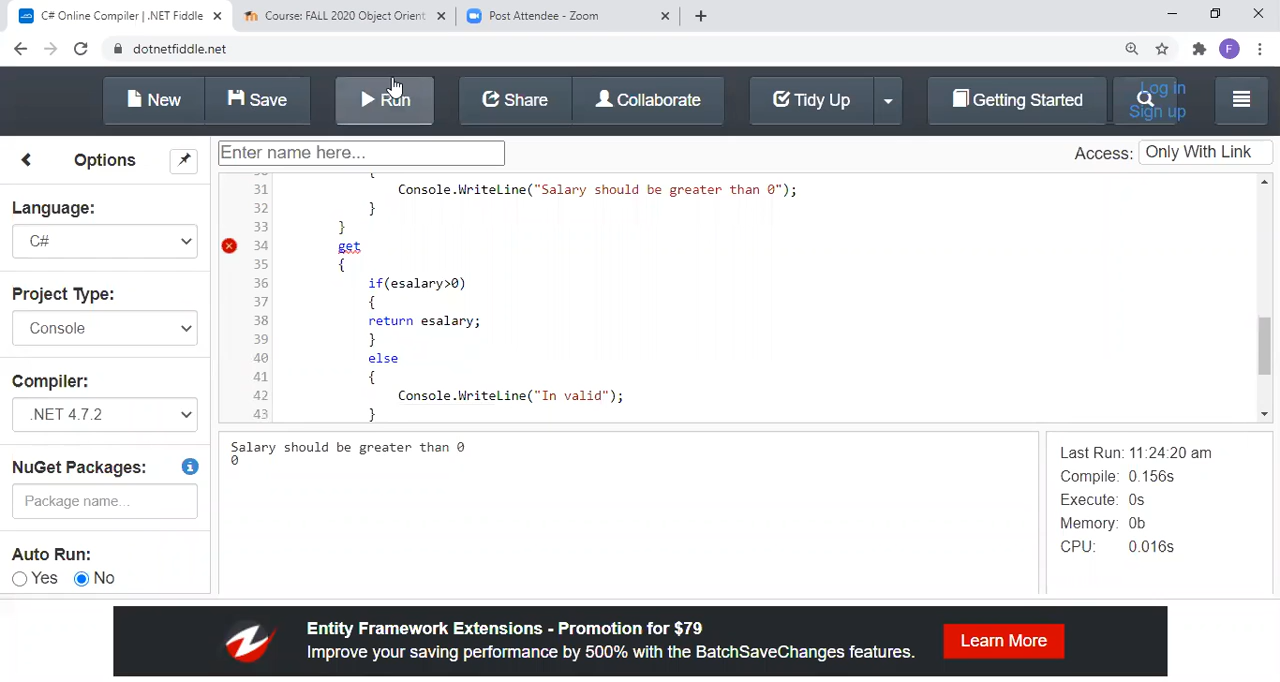 C# Online Compiler | .NET Fiddle
Course: FALL 2020 Object Orient
Post Attendee - Zoom
dotnetfiddle.net
F
New
Save
Run
Share
Collaborate
Tidy Up
Getting Started
Log in
Sign up
Options
Enter name here...
Access: Only With Link
Language:
C#
Project Type:
Console
Compiler:
.NET 4.7.2
NuGet Packages:
Package name...
Auto Run:
Yes No
31 Console.WriteLine("Salary should be greater than 0");
32 }
33 }
34 get
35 {
36 if(esalary>0)
37 {
38 return esalary;
39 }
40 else
41 {
42 Console.WriteLine("In valid");
43 }
Salary should be greater than 0
0
Last Run: 11:24:20 am
Compile: 0.156s
Execute: 0s
Memory: 0b
CPU: 0.016s
Entity Framework Extensions - Promotion for $79
Improve your saving performance by 500% with the BatchSaveChanges features.
Learn More